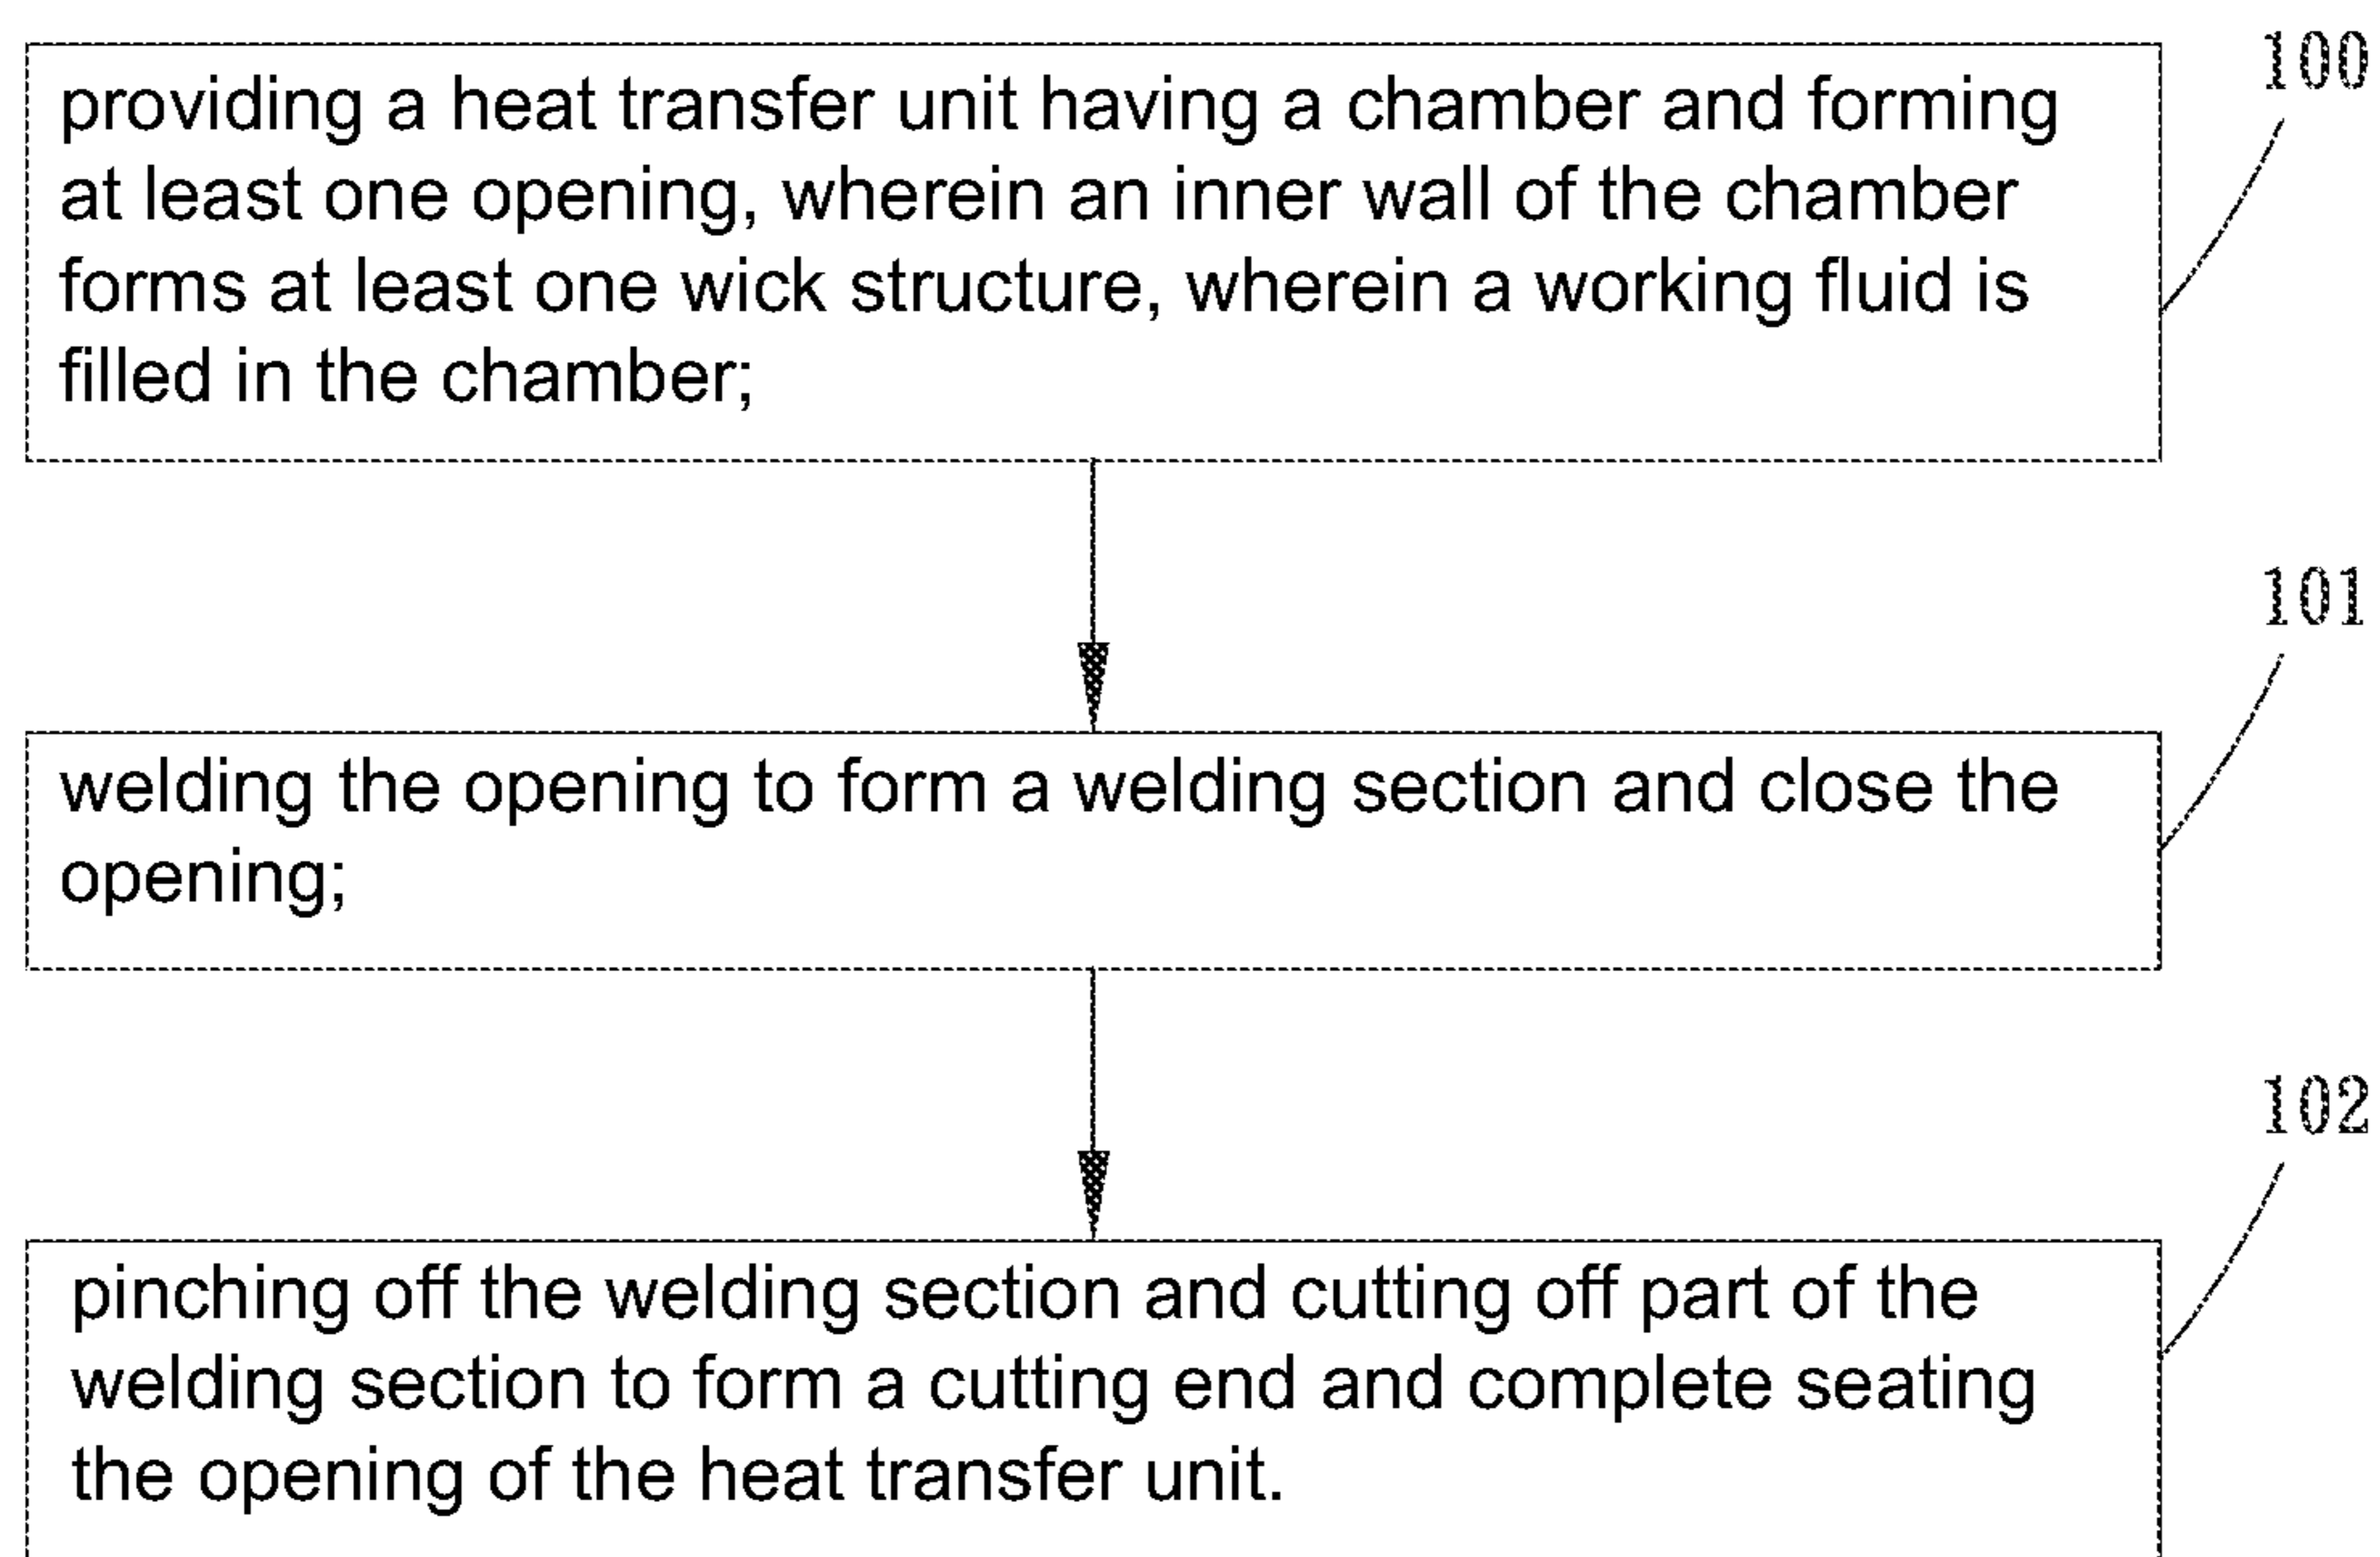 100
providing a heat transfer unit having a chamber and forming
at least one opening, wherein an inner wall of the chamber
forms at least one wick structure, wherein a working fluid is
filled in the chamber;
101
welding the opening to form a welding section and close the
opening;
102
pinching off the welding section and cutting off part of the
welding section to form a cutting end and complete seating
the opening of the heat transfer unit.